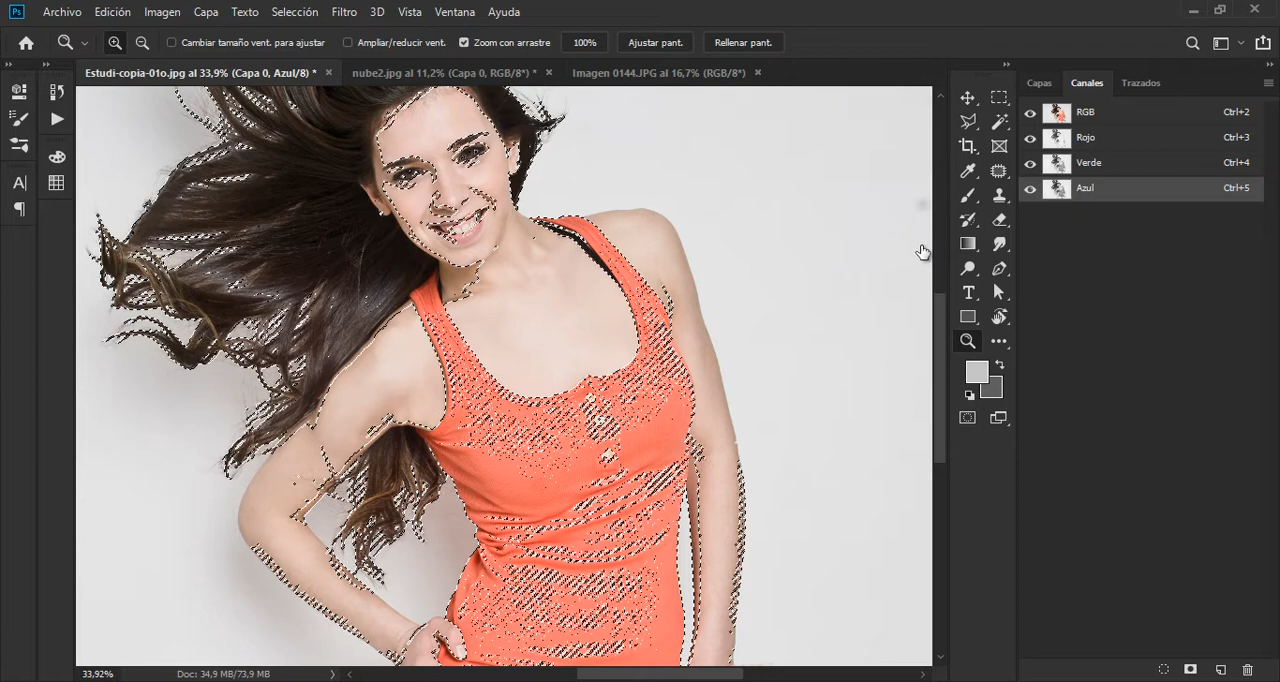 Ps Archivo Edición Imagen Capa Texto Selección Filtro 3D Vista Ventana Ayuda
Cambiar tamaño vent. para ajustar Ampliar/reducir vent. Zoom con arrastre 100% Ajustar pant. Rellenar pant.
Estudi-copia-01o.jpg al 33,9% (Capa 0, Azul/8) * × nube2.jpg al 11,2% (Capa 0, RGB/8*) * × Imagen 0144.JPG al 16,7% (RGB/8*) ×
Capas Canales Trazados
RGB Ctrl+2
Rojo Ctrl+3
Verde Ctrl+4
Azul Ctrl+5
33,92% Doc: 34,9 MB/73,9 MB